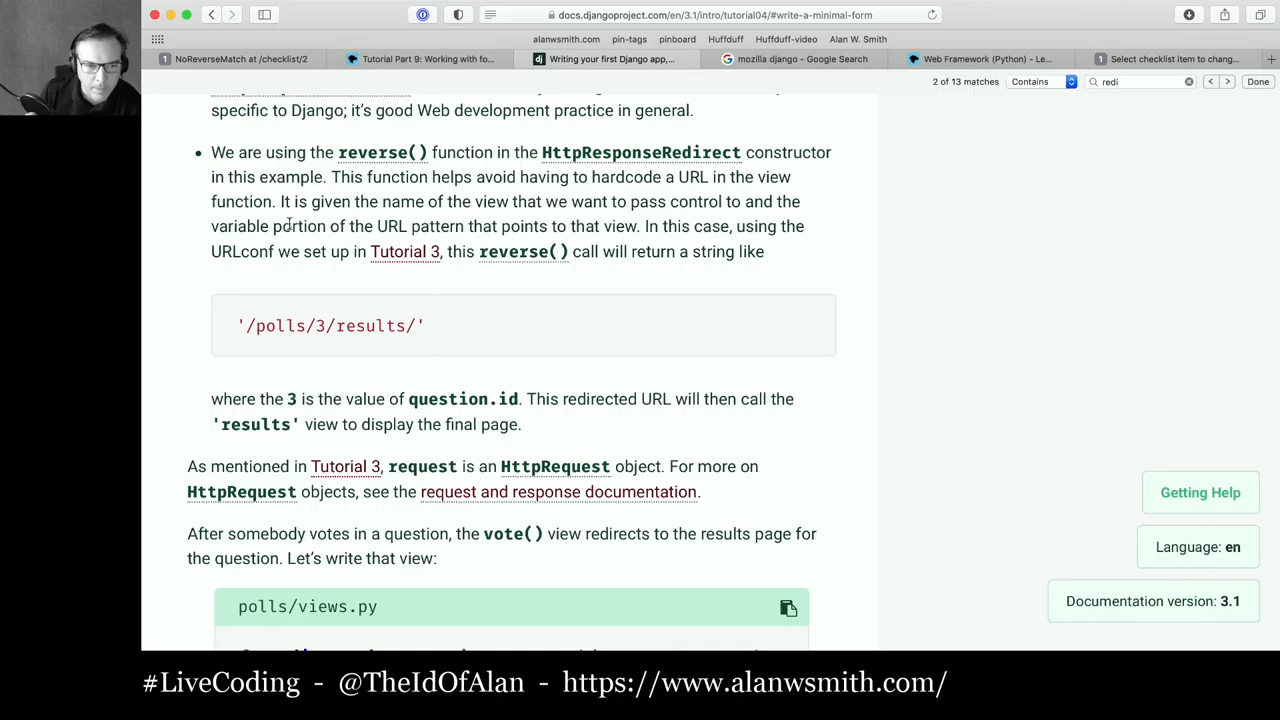 docs.djangoproject.com/en/3.1/intro/tutorial04/#write-a-minimal-form
alanwsmith.com pin-tags pinboard Huffduff Huffduff-video Alan W. Smith
1 NoReverseMatch at /checklist/2 Tutorial Part 9: Working with fo... dj Writing your first Django app,... G mozilla django - Google Search Web Framework (Python) - Le... 1 Select checklist item to chang...
2 of 13 matches Contains redi Done
specific to Django; it's good Web development practice in general.
We are using the reverse() function in the HttpResponseRedirect constructor
in this example. This function helps avoid having to hardcode a URL in the view
function. It is given the name of the view that we want to pass control to and the
variable portion of the URL pattern that points to that view. In this case, using the
URLconf we set up in Tutorial 3, this reverse() call will return a string like
'/polls/3/results/'
where the 3 is the value of question.id. This redirected URL will then call the
'results' view to display the final page.
As mentioned in Tutorial 3, request is an HttpRequest object. For more on
HttpRequest objects, see the request and response documentation.
After somebody votes in a question, the vote() view redirects to the results page for
the question. Let's write that view:
polls/views.py
Getting Help
Language: en
Documentation version: 3.1
#LiveCoding - @TheIdOfAlan - https://www.alanwsmith.com/